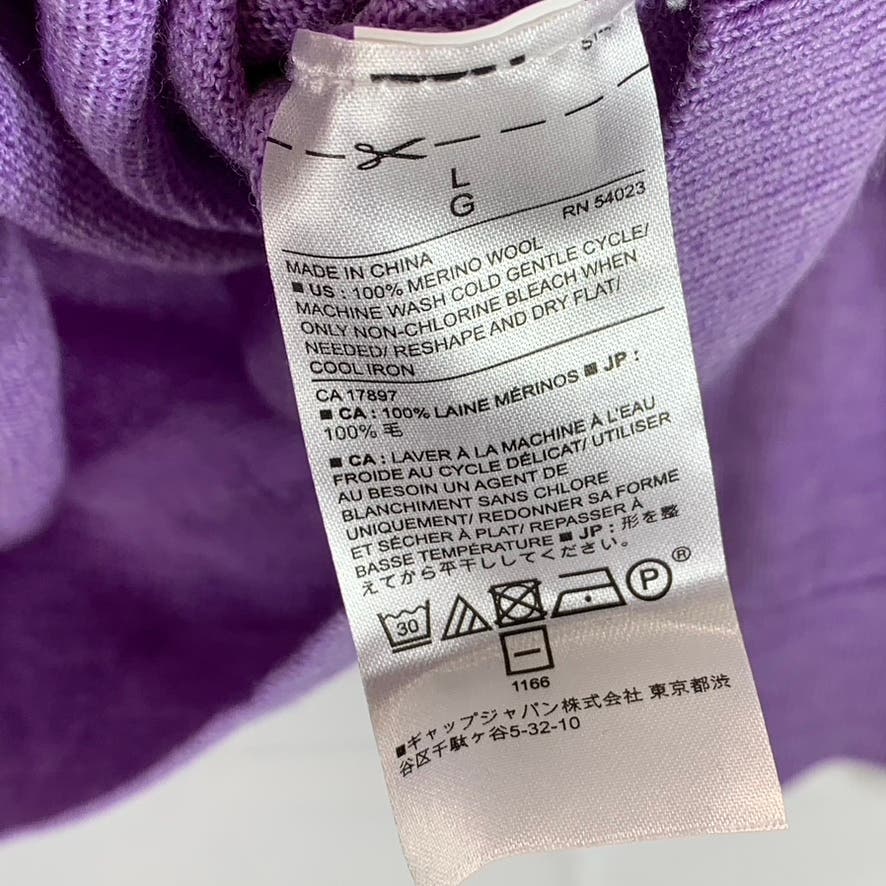 L
G
RN 54023
MADE IN CHINA
■ US : 100% MERINO WOOL
MACHINE WASH COLD GENTLE CYCLE/
ONLY NON-CHLORINE BLEACH WHEN
NEEDED/ RESHAPE AND DRY FLAT/
COOL IRON
CA 17897
■ CA : 100% LAINE MÉRINOS ■ JP :
100% 毛
■ CA : LAVER À LA MACHINE À L'EAU
FROIDE AU CYCLE DÉLICAT/ UTILISER
AU BESOIN UN AGENT DE
BLANCHIMENT SANS CHLORE
UNIQUEMENT/ REDONNER SA FORME
ET SÉCHER À PLAT/ REPASSER À
BASSE TEMPÉRATURE ■ JP : 形を整
えてから平干ししてください。
30 P ®
1166
■ギャップジャパン株式会社 東京都渋
谷区千駄ヶ谷5-32-10